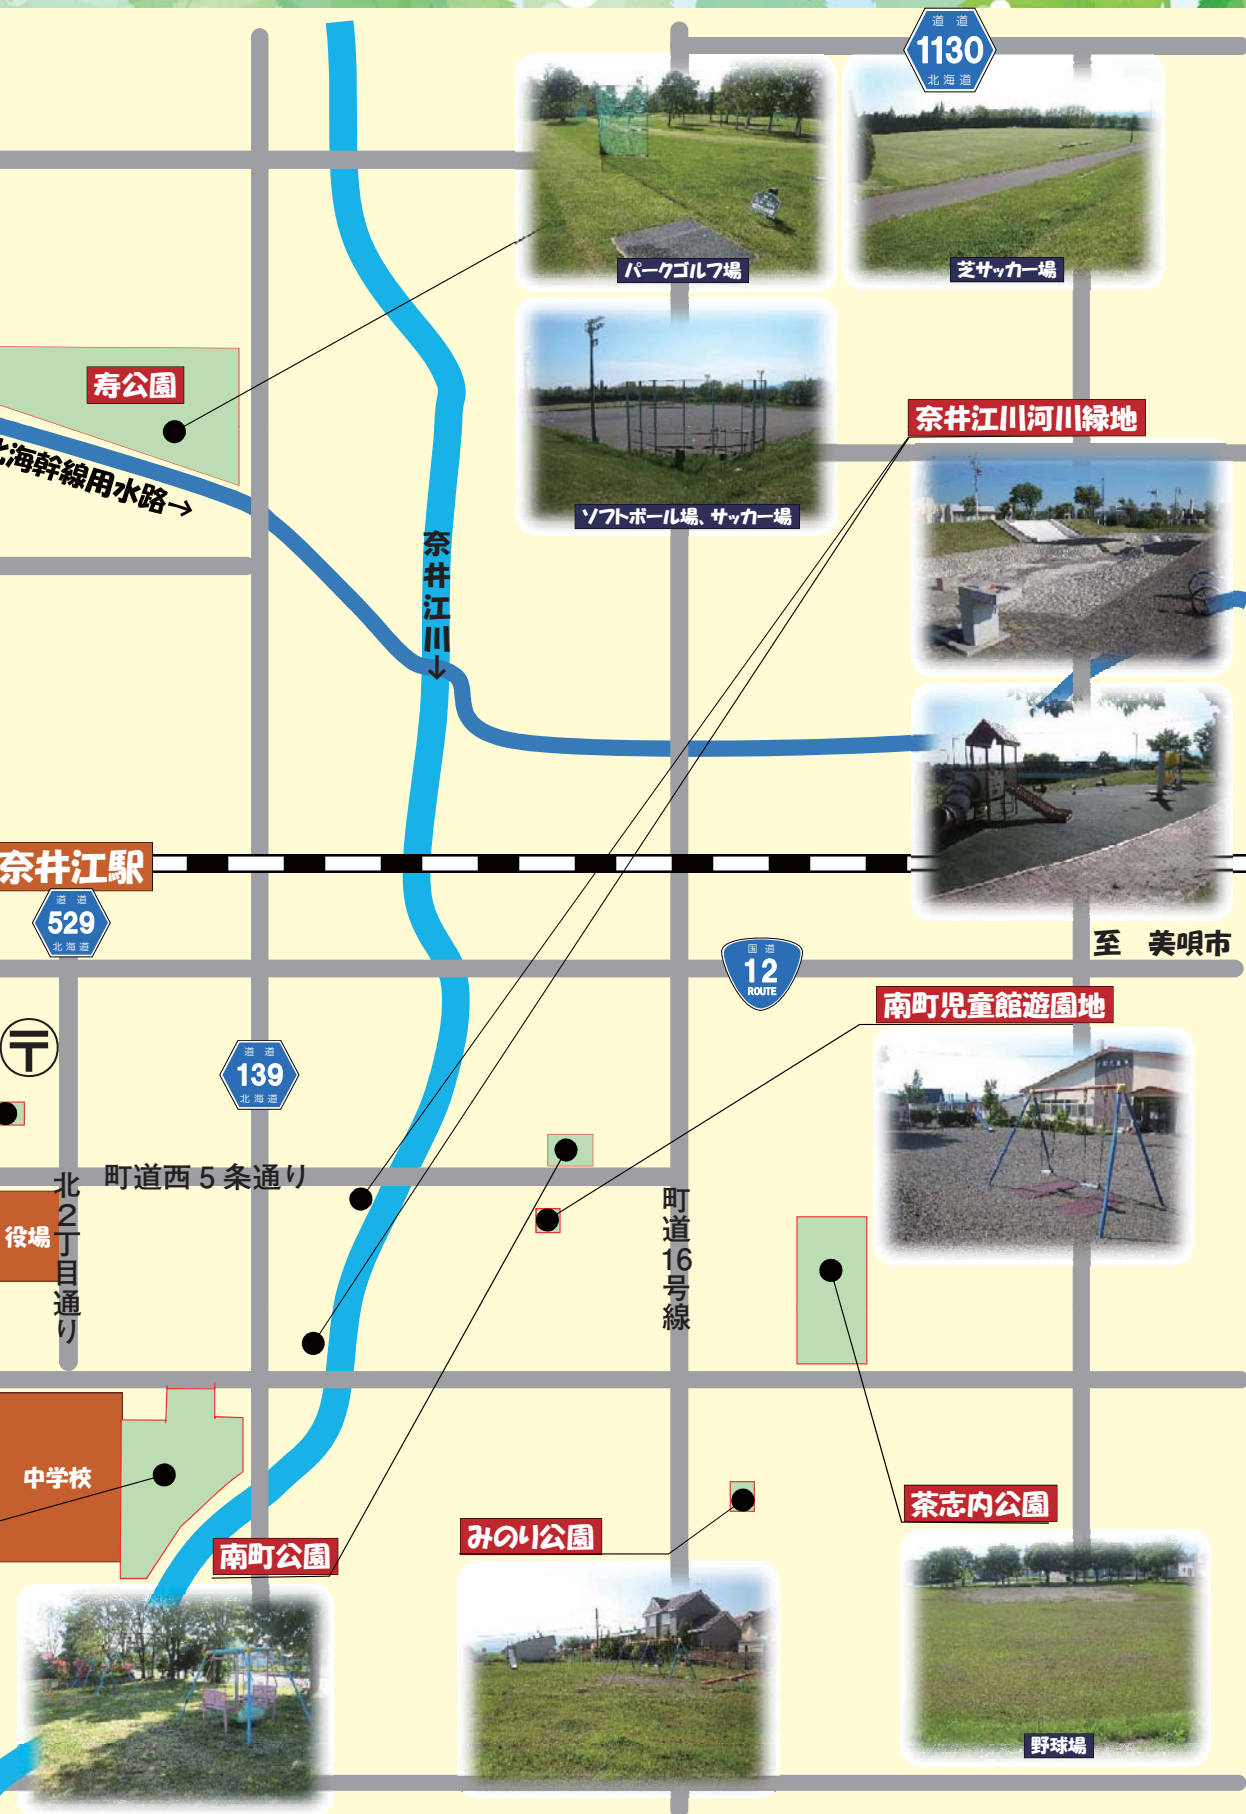 道道
1130
北海道
パークゴルフ場
芝サッカー場
寿公園
奈井江川河川緑地
北海幹線用水路→
ソフトボール場、サッカー場
奈井江川↓
奈井江駅
道道
529
北海道
至 美唄市
国道
12
ROUTE
南町児童館遊園地
〒
道道
139
北海道
町道西5条通り
北2丁目通り
役場
町道16号線
中学校
茶志内公園
みのり公園
南町公園
野球場